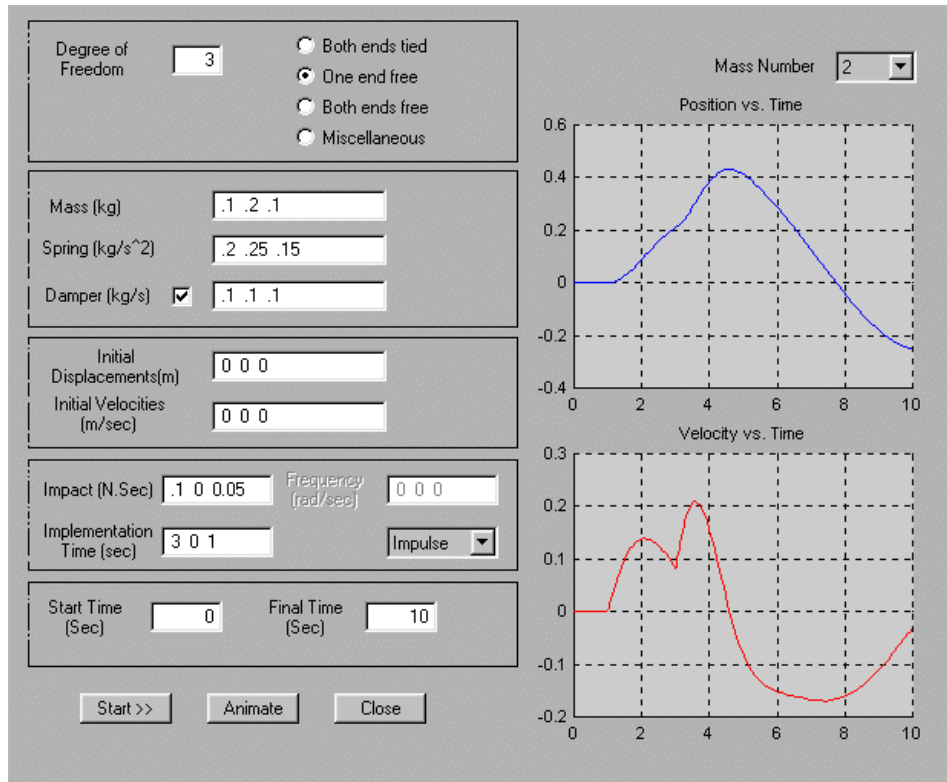 Degree of
Freedom
3
Both ends tied
One end free
Both ends free
Miscellaneous
Mass (kg)
.1 .2 .1
Spring (kg/s^2)
.2 .25 .15
Damper (kg/s)
.1 .1 .1
Initial
Displacements(m)
0 0 0
Initial Velocities
(m/sec)
0 0 0
Impact (N.Sec)
.1 0 0.05
Frequency
(rad/sec)
0 0 0
Implementation
Time (sec)
3 0 1
Impulse
Start Time
(Sec)
0
Final Time
(Sec)
10
Start >>
Animate
Close
Mass Number
2
Position vs. Time
0.6
0.4
0.2
0
-0.2
-0.4
0 2 4 6 8 10
Velocity vs. Time
0.3
0.2
0.1
0
-0.1
-0.2
0 2 4 6 8 10